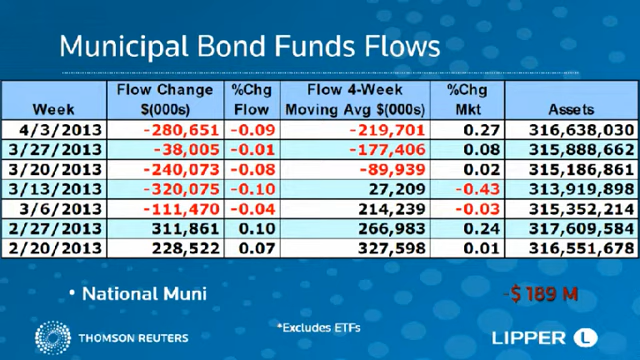 Municipal Bond Funds Flows
Flow Change %Chg Flow 4-Week %Chg
Week $(000s) Flow Moving Avg $(000s) Mkt Assets
4/3/2013 -280,651 -0.09 -219,701 0.27 316,638,030
3/27/2013 -38,005 -0.01 -177,406 0.08 315,888,662
3/20/2013 -240,073 -0.08 -89,939 0.02 315,186,861
3/13/2013 -320,075 -0.10 27,209 -0.43 313,919,898
3/6/2013 -111,470 -0.04 214,239 -0.03 315,352,214
2/27/2013 311,861 0.10 266,983 0.24 317,609,584
2/20/2013 228,522 0.07 327,598 0.01 316,551,678
• National Muni -$ 189 M
*Excludes ETFs
THOMSON REUTERS LIPPER L